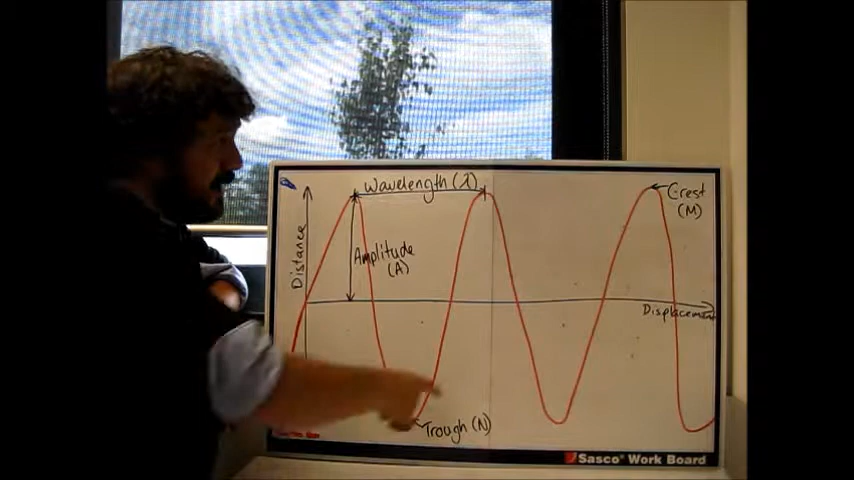 Wavelength (λ)
Crest
(M)
Distance
Amplitude
(A)
Displacement
Trough (N)
Sasco Work Board